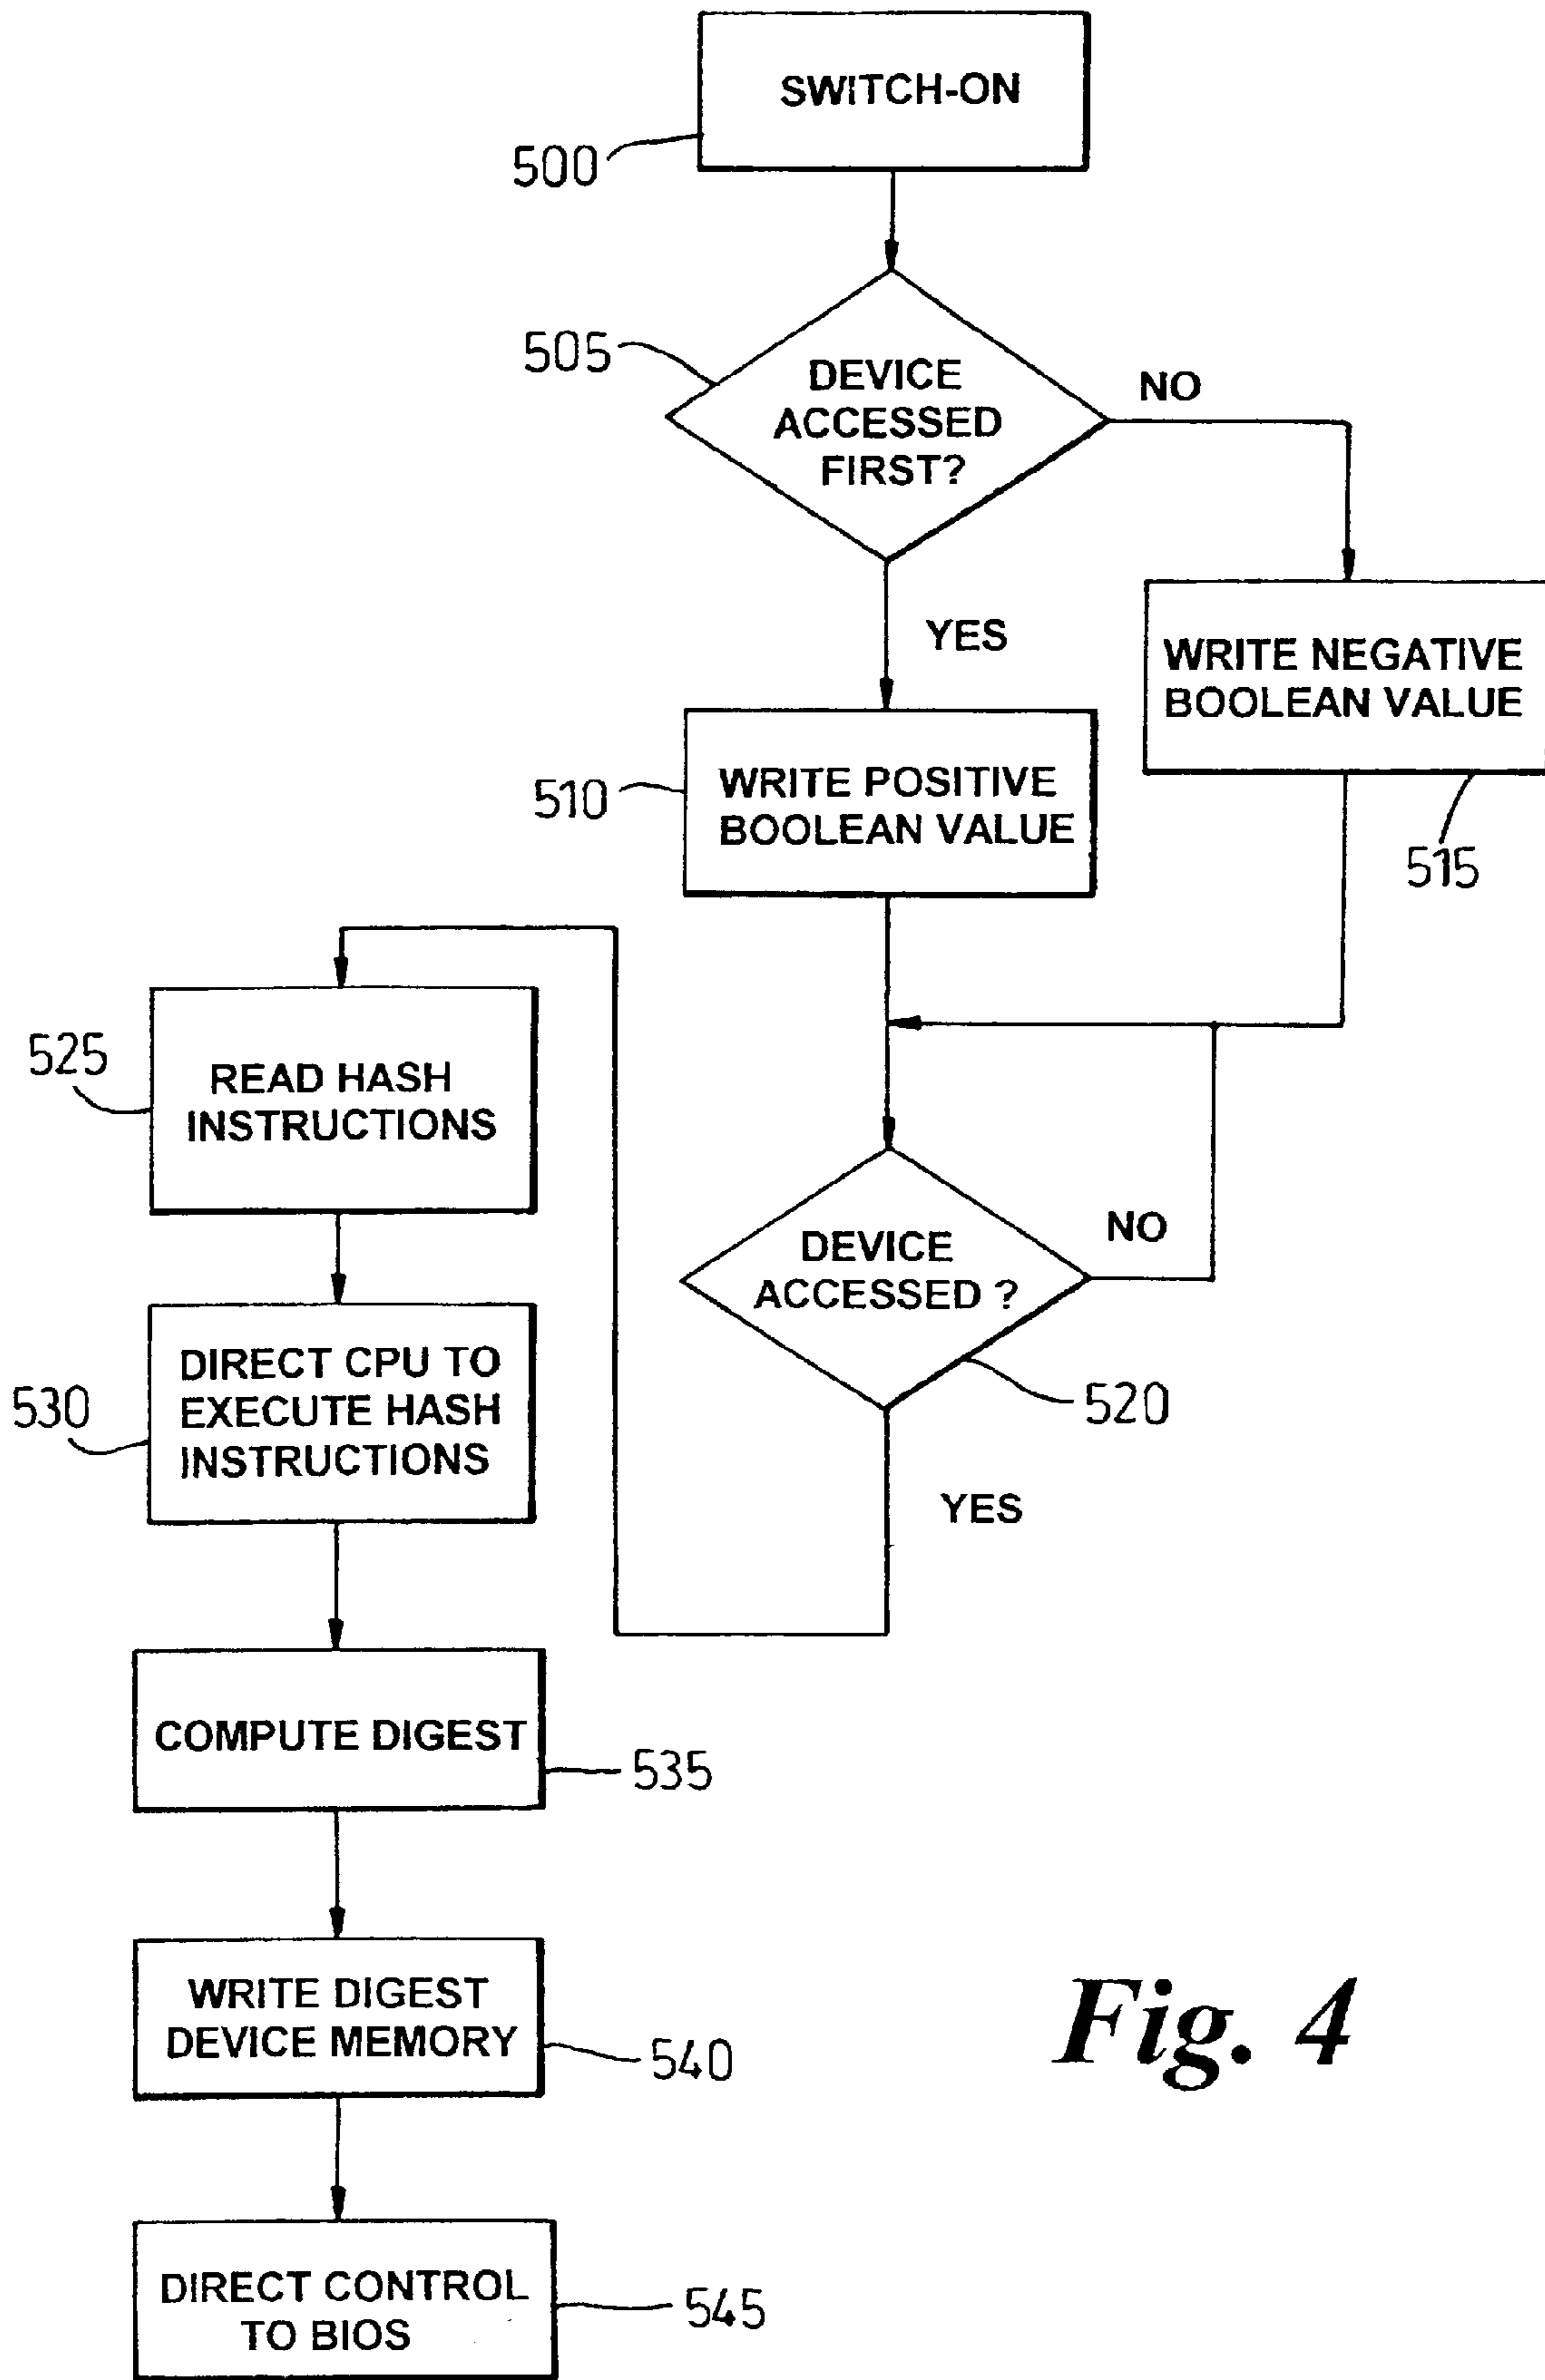 SWITCH-ON
500
505
DEVICE
ACCESSED
FIRST?
NO
YES
WRITE NEGATIVE
BOOLEAN VALUE
515
510
WRITE POSITIVE
BOOLEAN VALUE
525
READ HASH
INSTRUCTIONS
DEVICE
ACCESSED ?
NO
520
YES
530
DIRECT CPU TO
EXECUTE HASH
INSTRUCTIONS
COMPUTE DIGEST
535
WRITE DIGEST
DEVICE MEMORY
540
DIRECT CONTROL
TO BIOS
545
Fig. 4